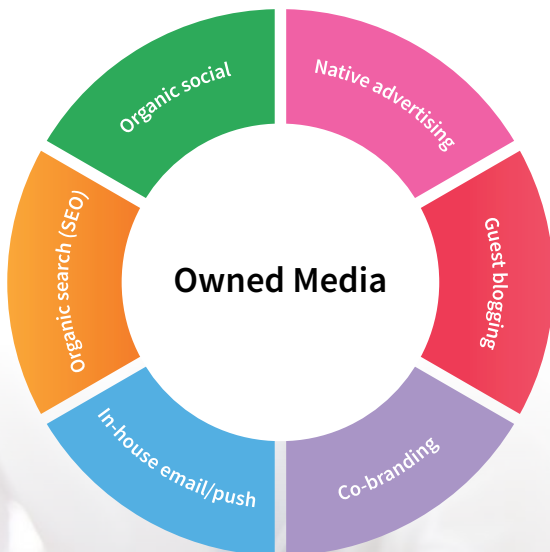 Organic social
Native advertising
Organic search (SEO)
Owned Media
Guest blogging
In-house email/push
Co-branding